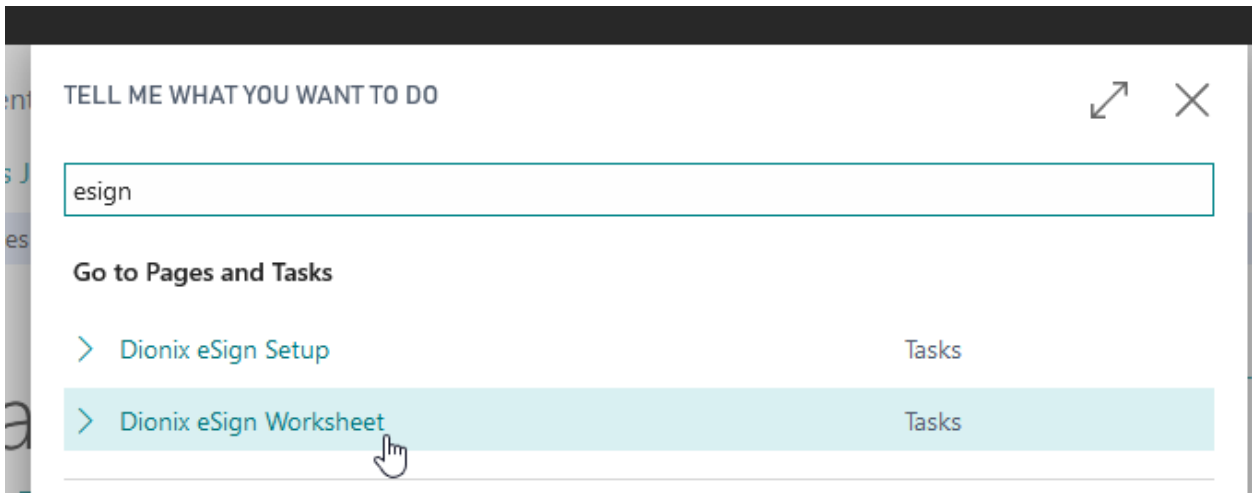 TELL ME WHAT YOU WANT TO DO
esign
Go to Pages and Tasks
Dionix eSign Setup Tasks
Dionix eSign Worksheet Tasks